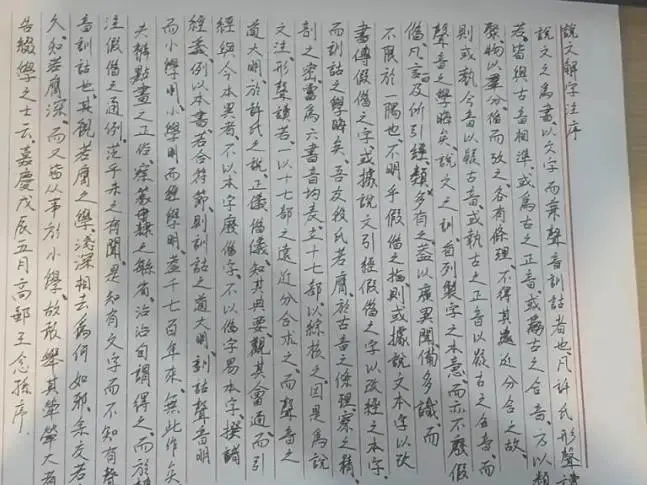 說文解字注序
說文之為書以文字而兼聲音訓詁者也凡許氏形聲讀
若皆與古音相準或為古之正音或為古之合音方以類
聚物以羣分循而攷之各有條理不得其遠近分合之故
則或執今音以疑古音或執古之正音以疑古之合音而
聲音之學晦矣說文之訓首列製字之本意而亦不廢假
借凡言及所引經類多有之葢以廣異聞備多識而
不限於一隅也不明乎假借之指則或據說文本字以改
書傳假借之字或據說文引經假借之字以改經之本字
而訓詁之學晦矣吾友段氏若膺於古音之條理察之精
剖之密嘗為六書音均表立十七部以綜核之因是為說
文注形聲讀若一以十七部之遠近分合求之而聲音之
道大明於許氏之說正義借義知其典要觀其會通而引
經與今本異者不以本字廢借字不以借字易本字揆諸
經義例以本書若合符節則訓詁之道大明訓詁聲音明
而小學明小學明而經學明葢千七百年來無此作矣
夫辨點畫之正俗察篆隸之繇省沾沾自謂得之而於轉
注假借之通例茫乎未之有聞是知有文字而不知有聲
音訓詁也其視若膺之學淺深相去為何如邪余交若
久知若膺深而又皆從事於小學故敢舉其犖犖大者
告綴學之士云嘉慶戊辰五月高郵王念孫序